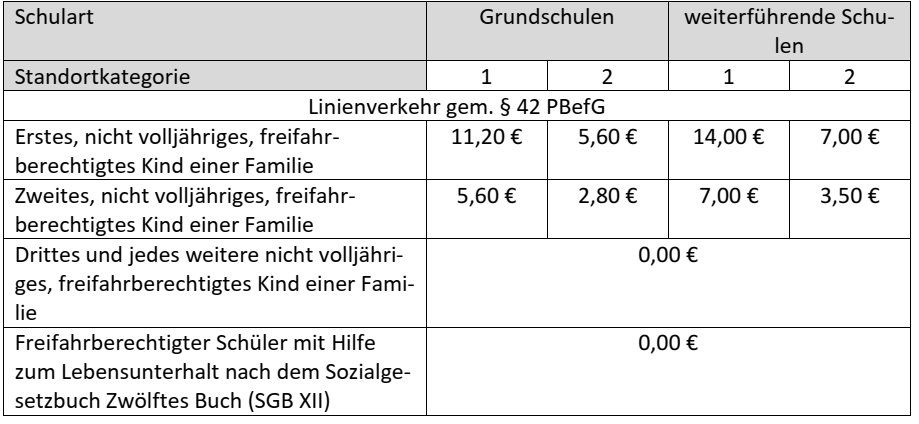 Schulart Grundschulen weiterführende Schu-
len
Standortkategorie 1 2 1 2
Linienverkehr gem. § 42 PBefG
Erstes, nicht volljähriges, freifahr- 11,20 € 5,60 € 14,00 € 7,00 €
berechtigtes Kind einer Familie
Zweites, nicht volljähriges, freifahr- 5,60 € 2,80 € 7,00 € 3,50 €
berechtigtes Kind einer Familie
Drittes und jedes weitere nicht volljähri- 0,00 €
ges, freifahrberechtigtes Kind einer Fami-
lie
Freifahrberechtigter Schüler mit Hilfe 0,00 €
zum Lebensunterhalt nach dem Sozialge-
setzbuch Zwölftes Buch (SGB XII)